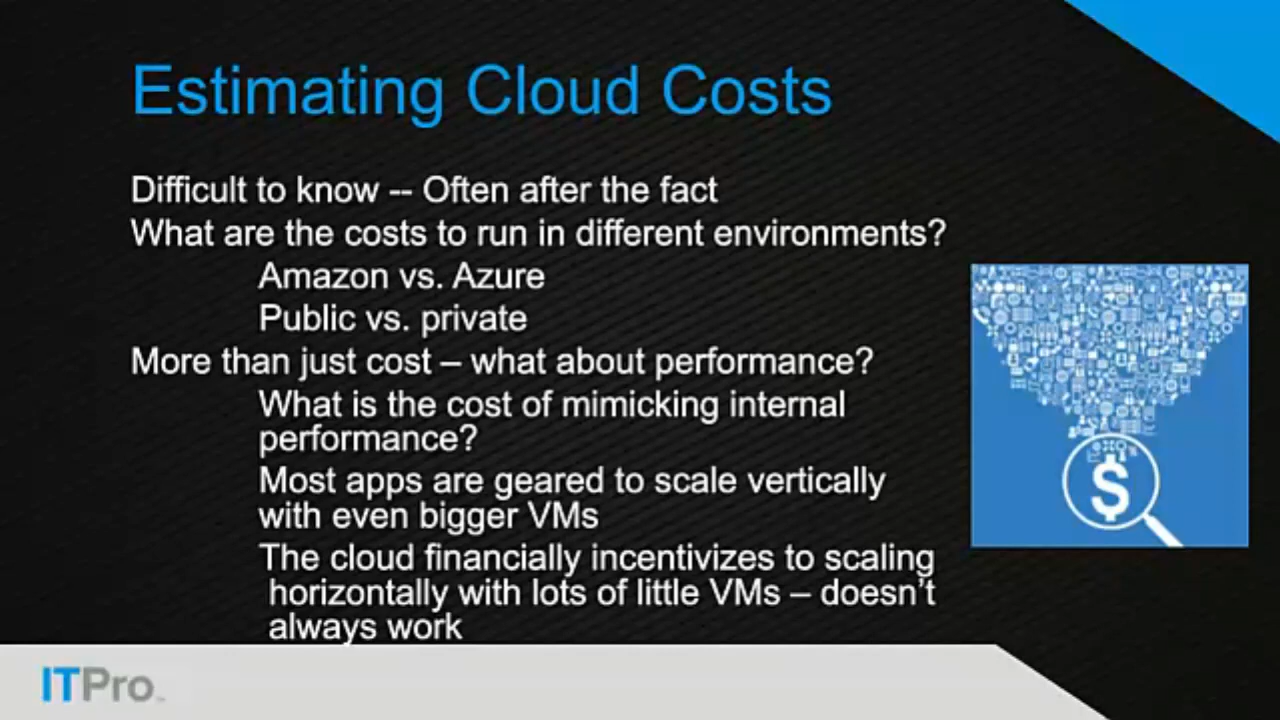 Estimating Cloud Costs
Difficult to know -- Often after the fact
What are the costs to run in different environments?
Amazon vs. Azure
Public vs. private
More than just cost – what about performance?
What is the cost of mimicking internal
performance?
Most apps are geared to scale vertically
with even bigger VMs
The cloud financially incentivizes to scaling
horizontally with lots of little VMs – doesn't
always work
$
ITPro